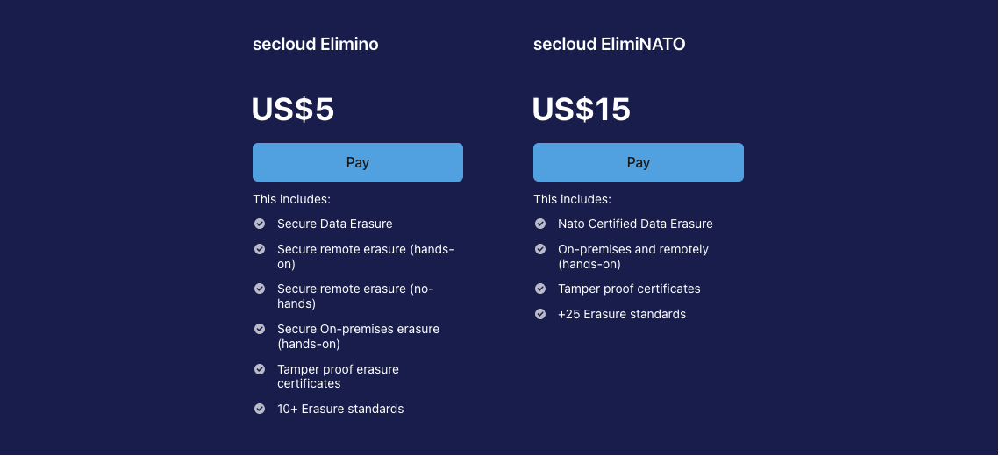 secloud Elimino
US$5
Pay
This includes:
Secure Data Erasure
Secure remote erasure (hands-
on)
Secure remote erasure (no-
hands)
Secure On-premises erasure
(hands-on)
Tamper proof erasure
certificates
10+ Erasure standards
secloud ElimiNATO
US$15
Pay
This includes:
Nato Certified Data Erasure
On-premises and remotely
(hands-on)
Tamper proof certificates
+25 Erasure standards